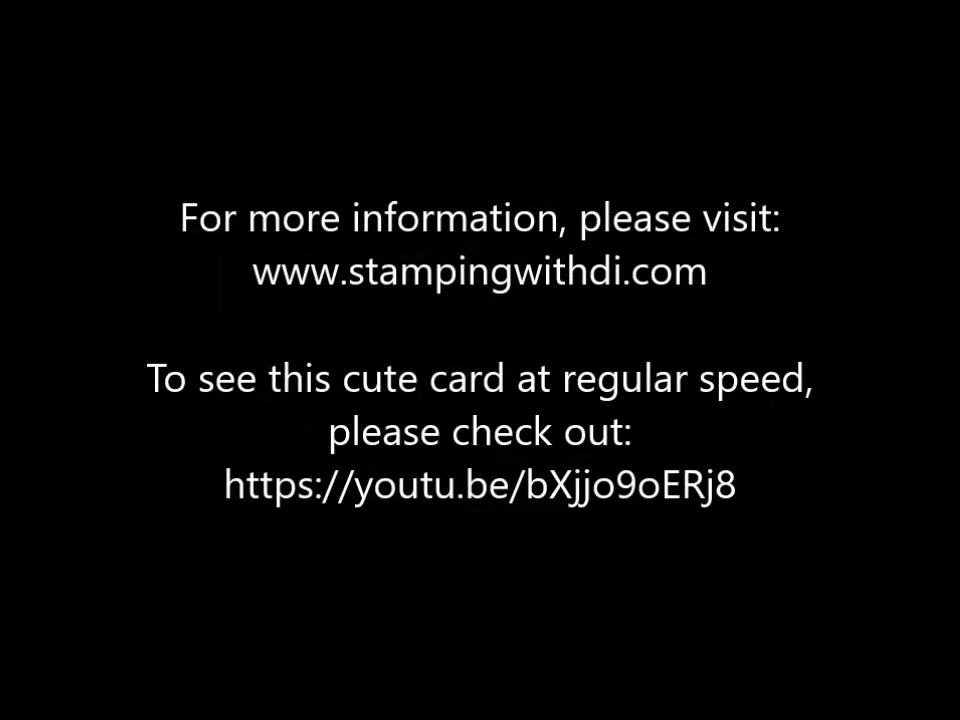 For more information, please visit:
www.stampingwithdi.com
To see this cute card at regular speed,
please check out:
https://youtu.be/bXjjo9oERj8